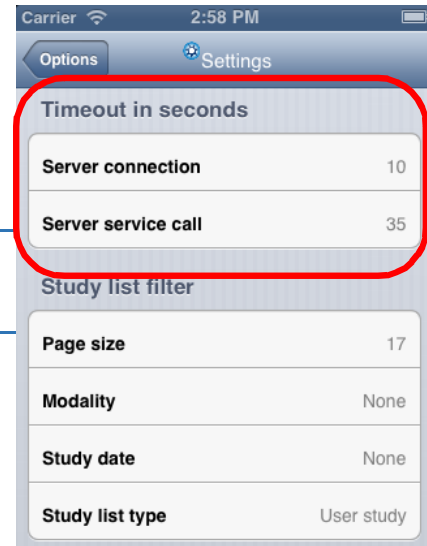 Carrier 2:58 PM
Options Settings
Timeout in seconds
Server connection 10
Server service call 35
Study list filter
Page size 17
Modality None
Study date None
Study list type User study